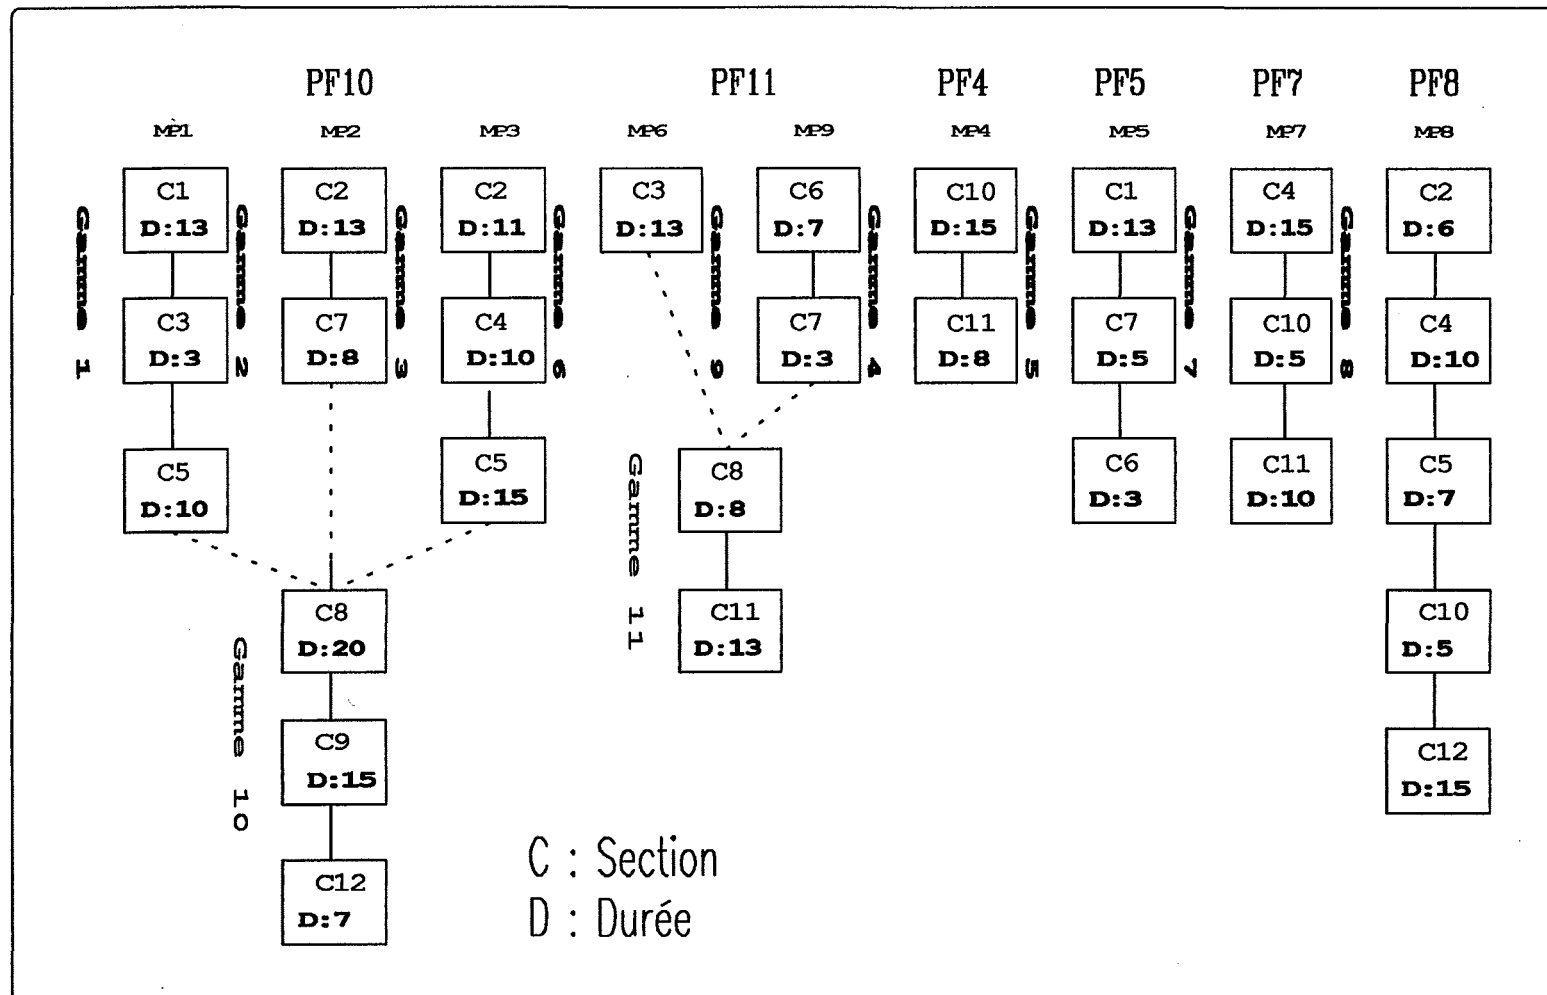 PF10 PF11 PF4 PF5 PF7 PF8
MP1 MP2 MP3 MP6 MP9 MP4 MP5 MP7 MP8
Gamme 1
C1
D:13
C3
D:3
C5
D:10
Gamme 2
C2
D:13
C7
D:8
Gamme 3
C2
D:11
C4
D:10
C5
D:15
Gamme 10
C8
D:20
C9
D:15
C12
D:7
Gamme 6
C3
D:13
Gamme 9
C6
D:7
C7
D:3
Gamme 11
C8
D:8
C11
D:13
Gamme 4
C10
D:15
C11
D:8
Gamme 5
C1
D:13
C7
D:5
C6
D:3
Gamme 7
C4
D:15
C10
D:5
C11
D:10
Gamme 8
C2
D:6
C4
D:10
C5
D:7
C10
D:5
C12
D:15
C : Section
D : Durée